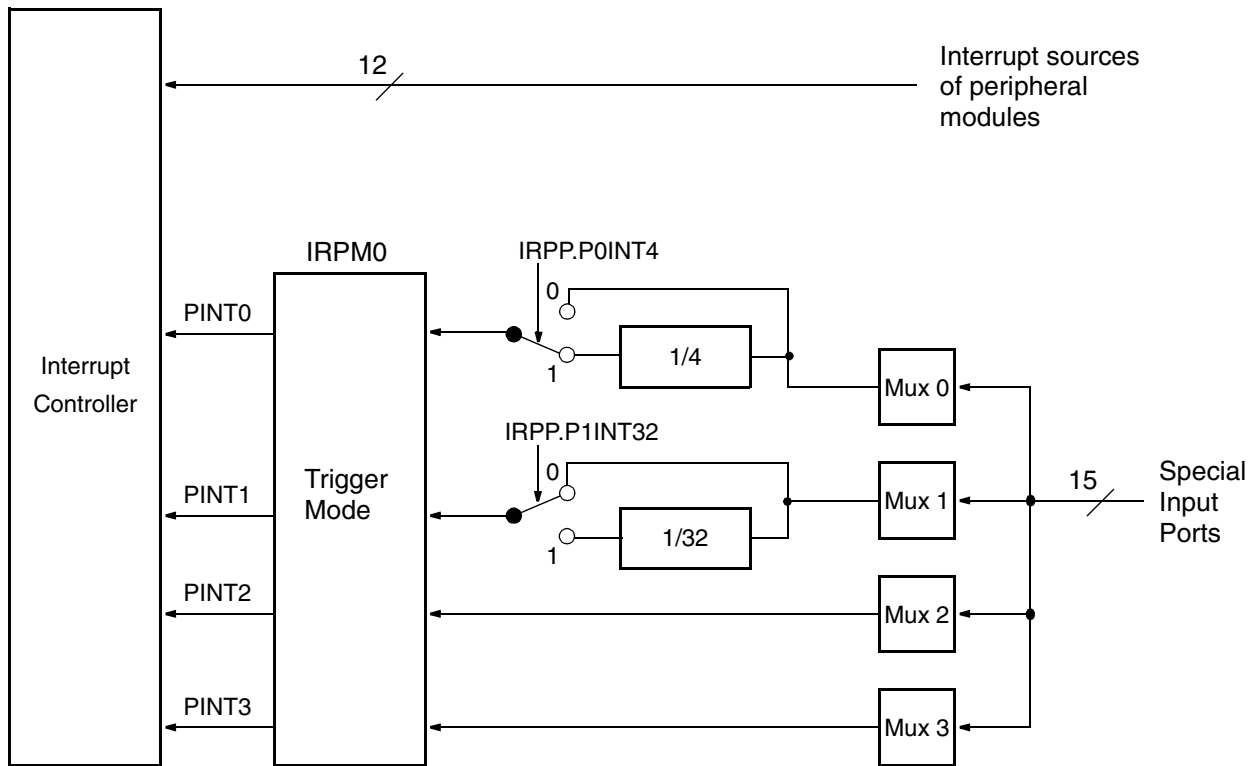 12
Interrupt sources
of peripheral
modules
IRPM0
IRPP.P0INT4
0
1
1/4
PINT0
Mux 0
Interrupt
Controller
IRPP.P1INT32
0
1
1/32
Trigger
Mode
PINT1
Mux 1
15
Special
Input
Ports
PINT2
Mux 2
PINT3
Mux 3